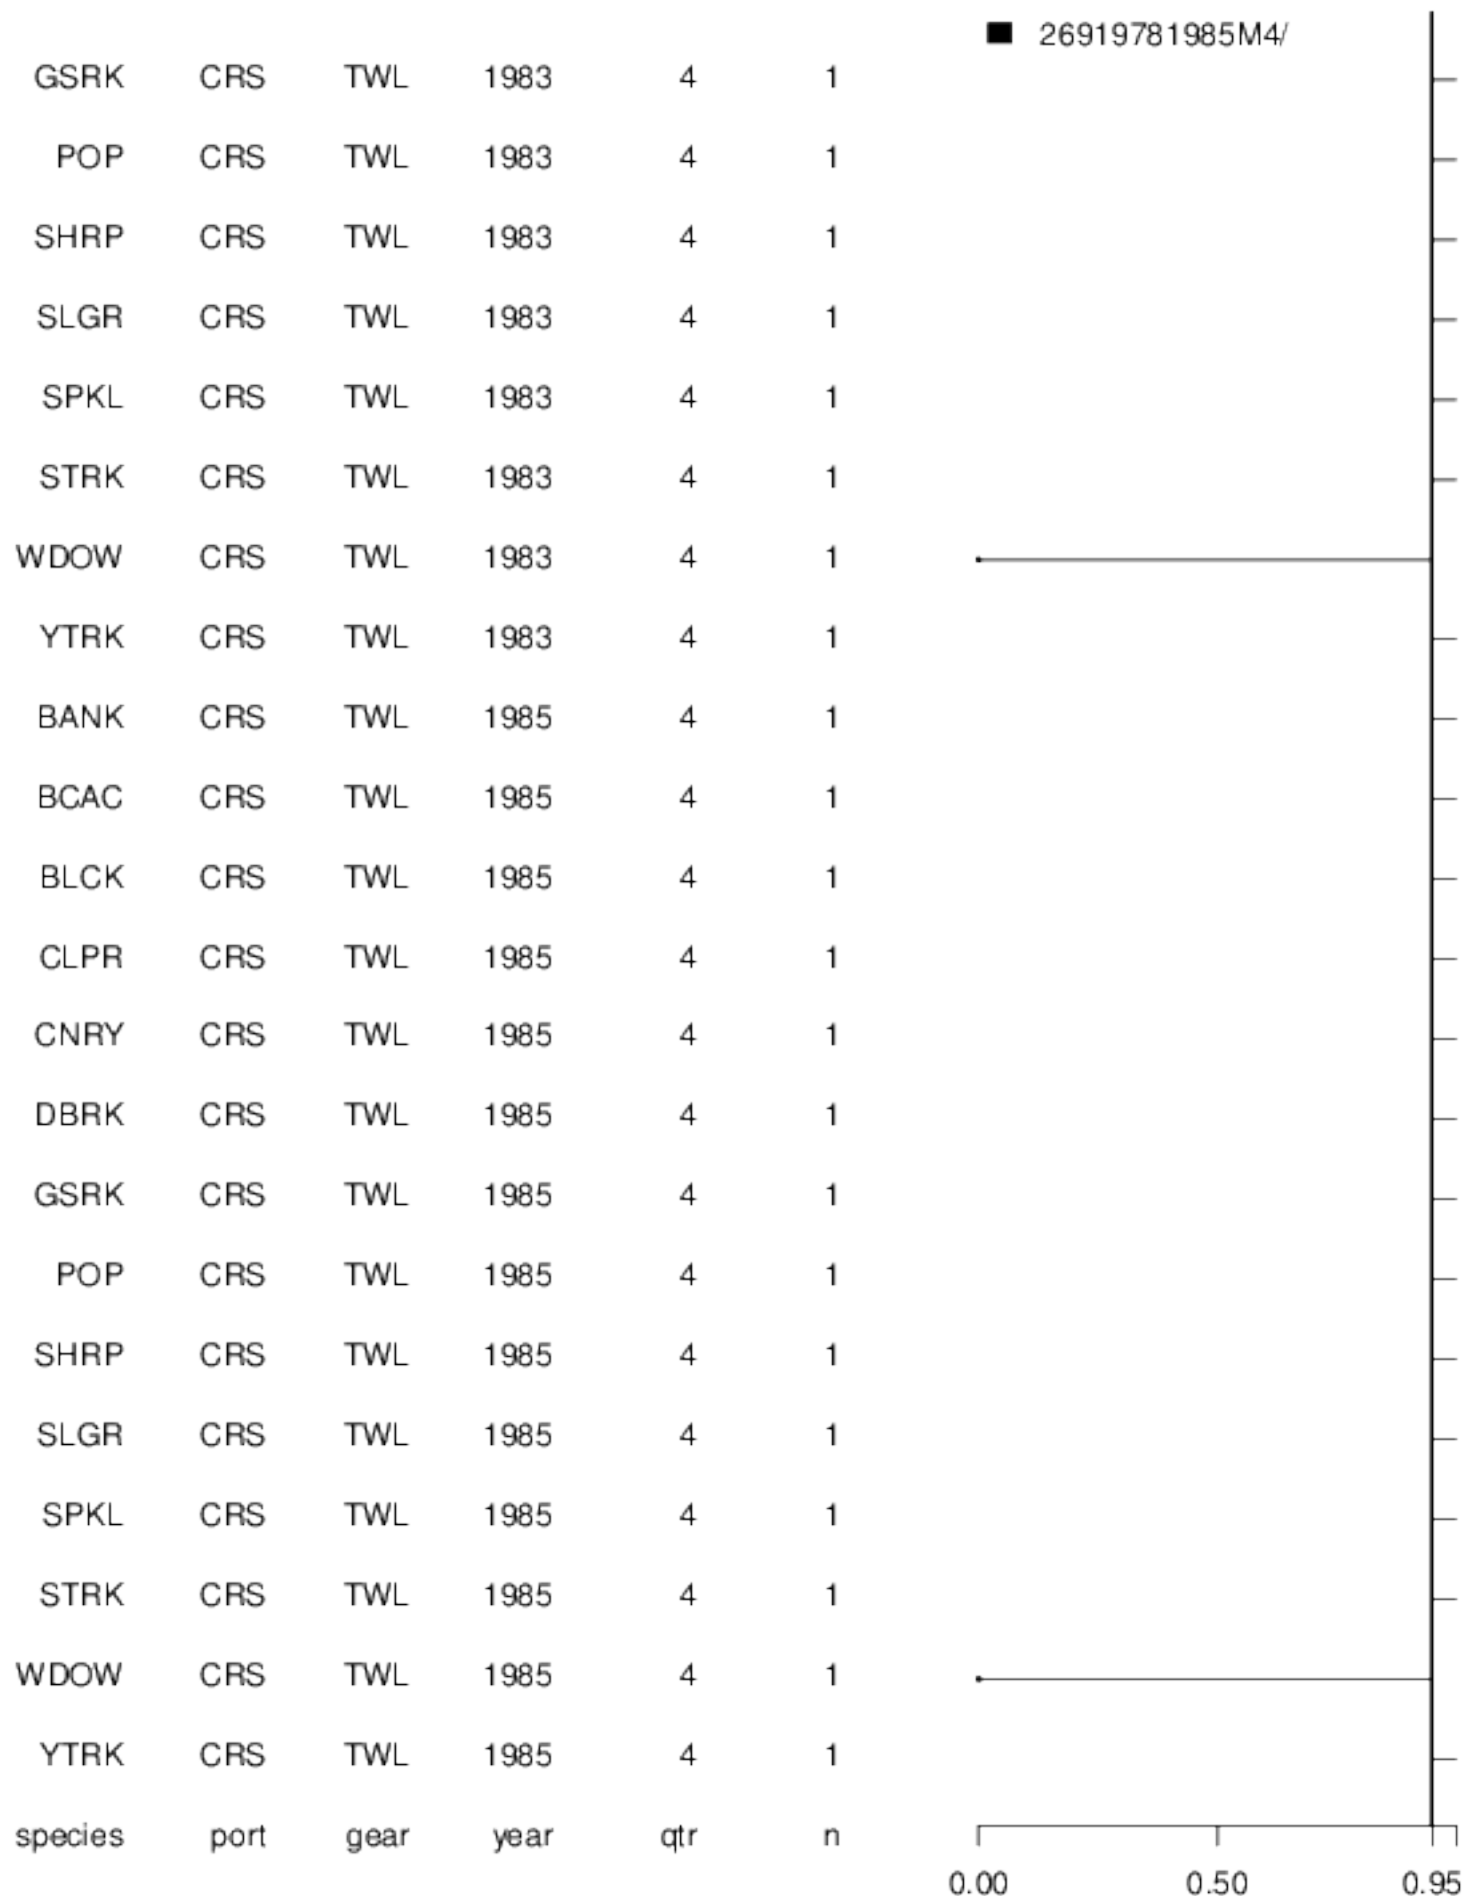 26919781985M4/
GSRK CRS TWL 1983 4 1
POP CRS TWL 1983 4 1
SHRP CRS TWL 1983 4 1
SLGR CRS TWL 1983 4 1
SPKL CRS TWL 1983 4 1
STRK CRS TWL 1983 4 1
WDOW CRS TWL 1983 4 1
YTRK CRS TWL 1983 4 1
BANK CRS TWL 1985 4 1
BCAC CRS TWL 1985 4 1
BLCK CRS TWL 1985 4 1
CLPR CRS TWL 1985 4 1
CNRY CRS TWL 1985 4 1
DBRK CRS TWL 1985 4 1
GSRK CRS TWL 1985 4 1
POP CRS TWL 1985 4 1
SHRP CRS TWL 1985 4 1
SLGR CRS TWL 1985 4 1
SPKL CRS TWL 1985 4 1
STRK CRS TWL 1985 4 1
WDOW CRS TWL 1985 4 1
YTRK CRS TWL 1985 4 1
species port gear year qtr n
0.00 0.50 0.95